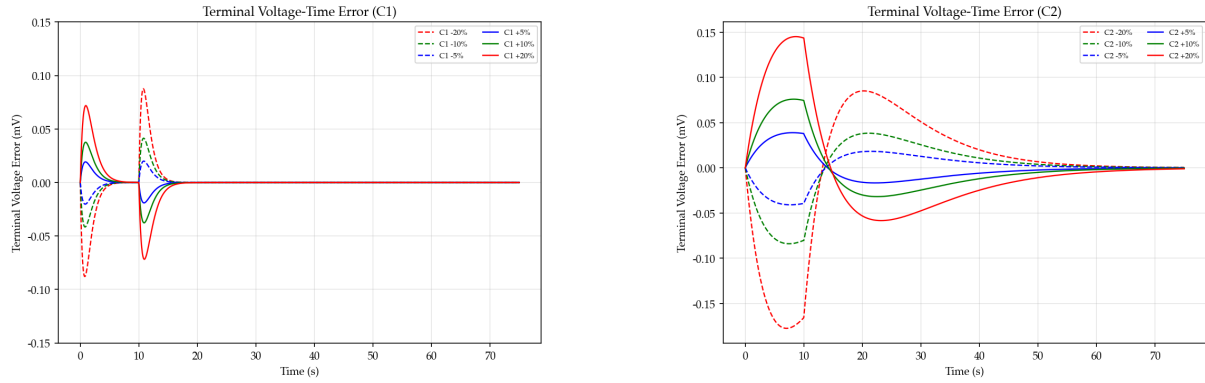 Terminal Voltage-Time Error (C1)
0.15
0.10
0.05
0.00
-0.05
-0.10
-0.15
Terminal Voltage Error (mV)
C1 -20%
C1 -10%
C1 -5%
C1 +5%
C1 +10%
C1 +20%
0
10
20
30
40
50
60
70
Time (s)
Terminal Voltage-Time Error (C2)
0.15
0.10
0.05
0.00
-0.05
-0.10
-0.15
Terminal Voltage Error (mV)
C2 -20%
C2 -10%
C2 -5%
C2 +5%
C2 +10%
C2 +20%
0
10
20
30
40
50
60
70
Time (s)